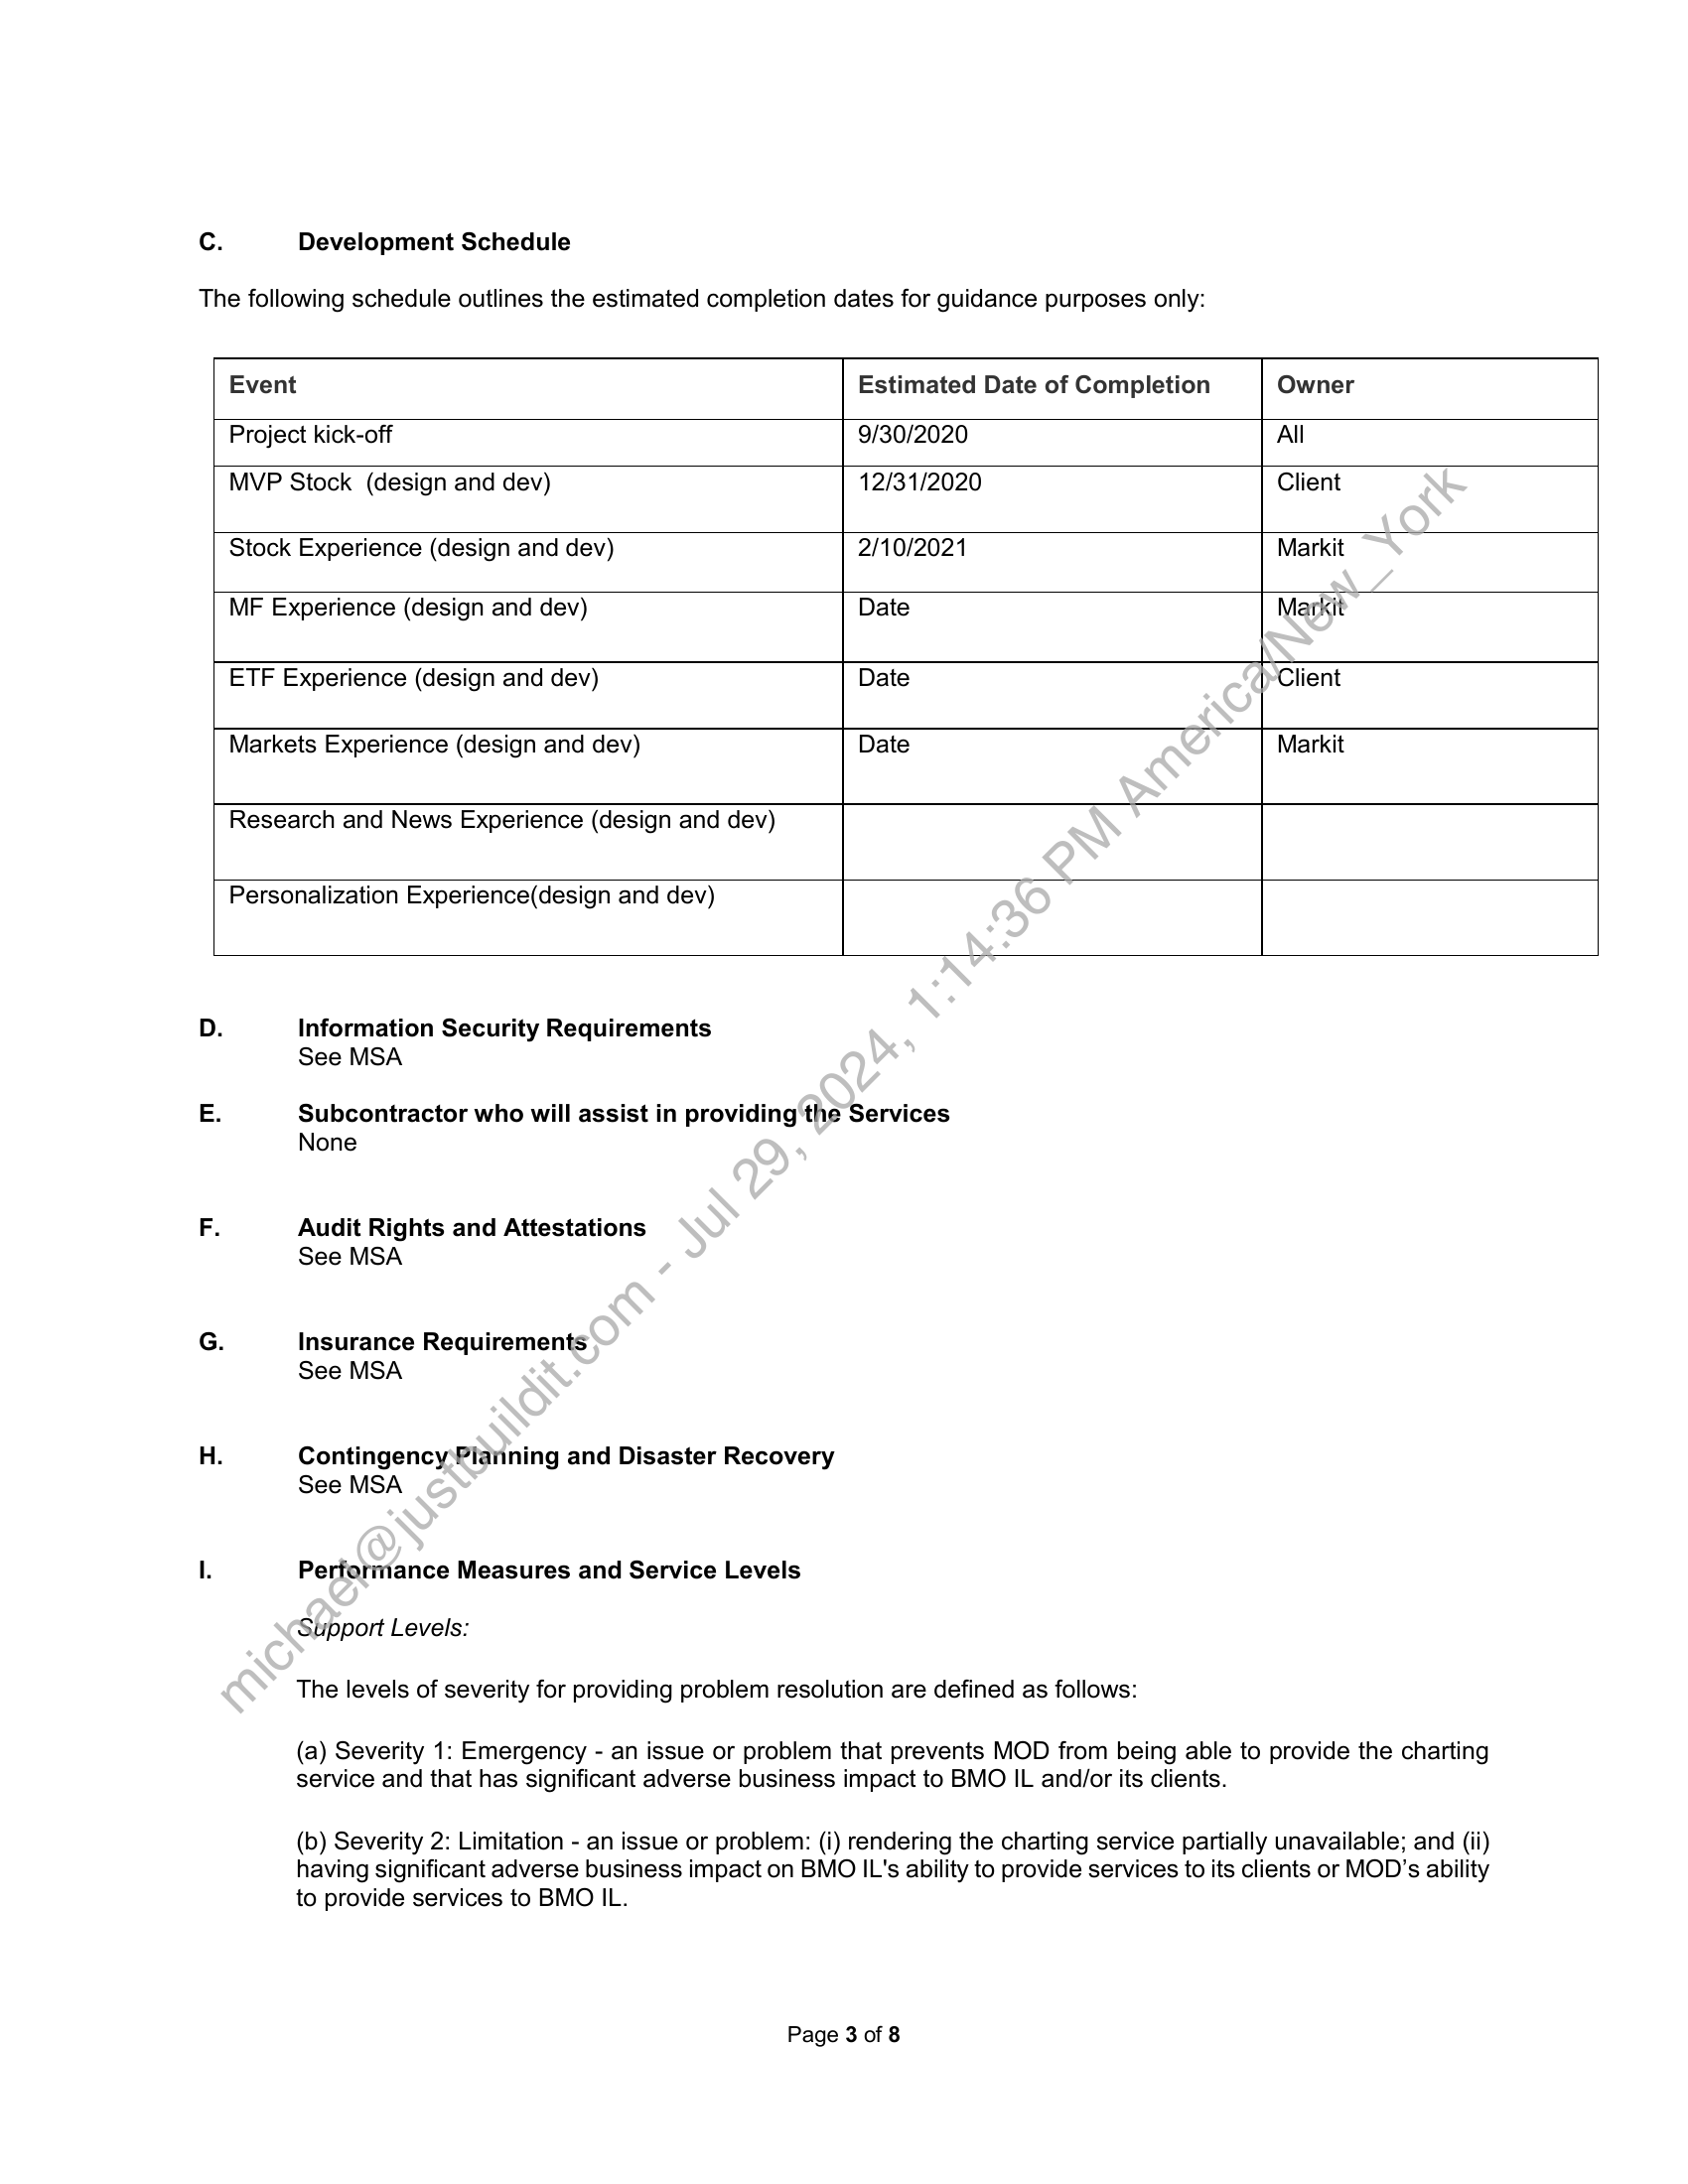 C. Development Schedule
The following schedule outlines the estimated completion dates for guidance purposes only:
Event Estimated Date of Completion Owner
Project kick-off 9/30/2020 All
MVP Stock (design and dev) 12/31/2020 Client
Stock Experience (design and dev) 2/10/2021 Markit
MF Experience (design and dev) Date Markit
ETF Experience (design and dev) Date Client
Markets Experience (design and dev) Date Markit
Research and News Experience (design and dev)
Personalization Experience(design and dev)
D. Information Security Requirements
See MSA
E. Subcontractor who will assist in providing the Services
None
F. Audit Rights and Attestations
See MSA
G. Insurance Requirements
See MSA
H. Contingency Planning and Disaster Recovery
See MSA
I. Performance Measures and Service Levels
Support Levels:
The levels of severity for providing problem resolution are defined as follows:
(a) Severity 1: Emergency - an issue or problem that prevents MOD from being able to provide the charting
service and that has significant adverse business impact to BMO IL and/or its clients.
(b) Severity 2: Limitation - an issue or problem: (i) rendering the charting service partially unavailable; and (ii)
having significant adverse business impact on BMO IL's ability to provide services to its clients or MOD’s ability
to provide services to BMO IL.
Page 3 of 8
michael@justbuildit.com - Jul 29, 2024, 1:14:36 PM America/New_York